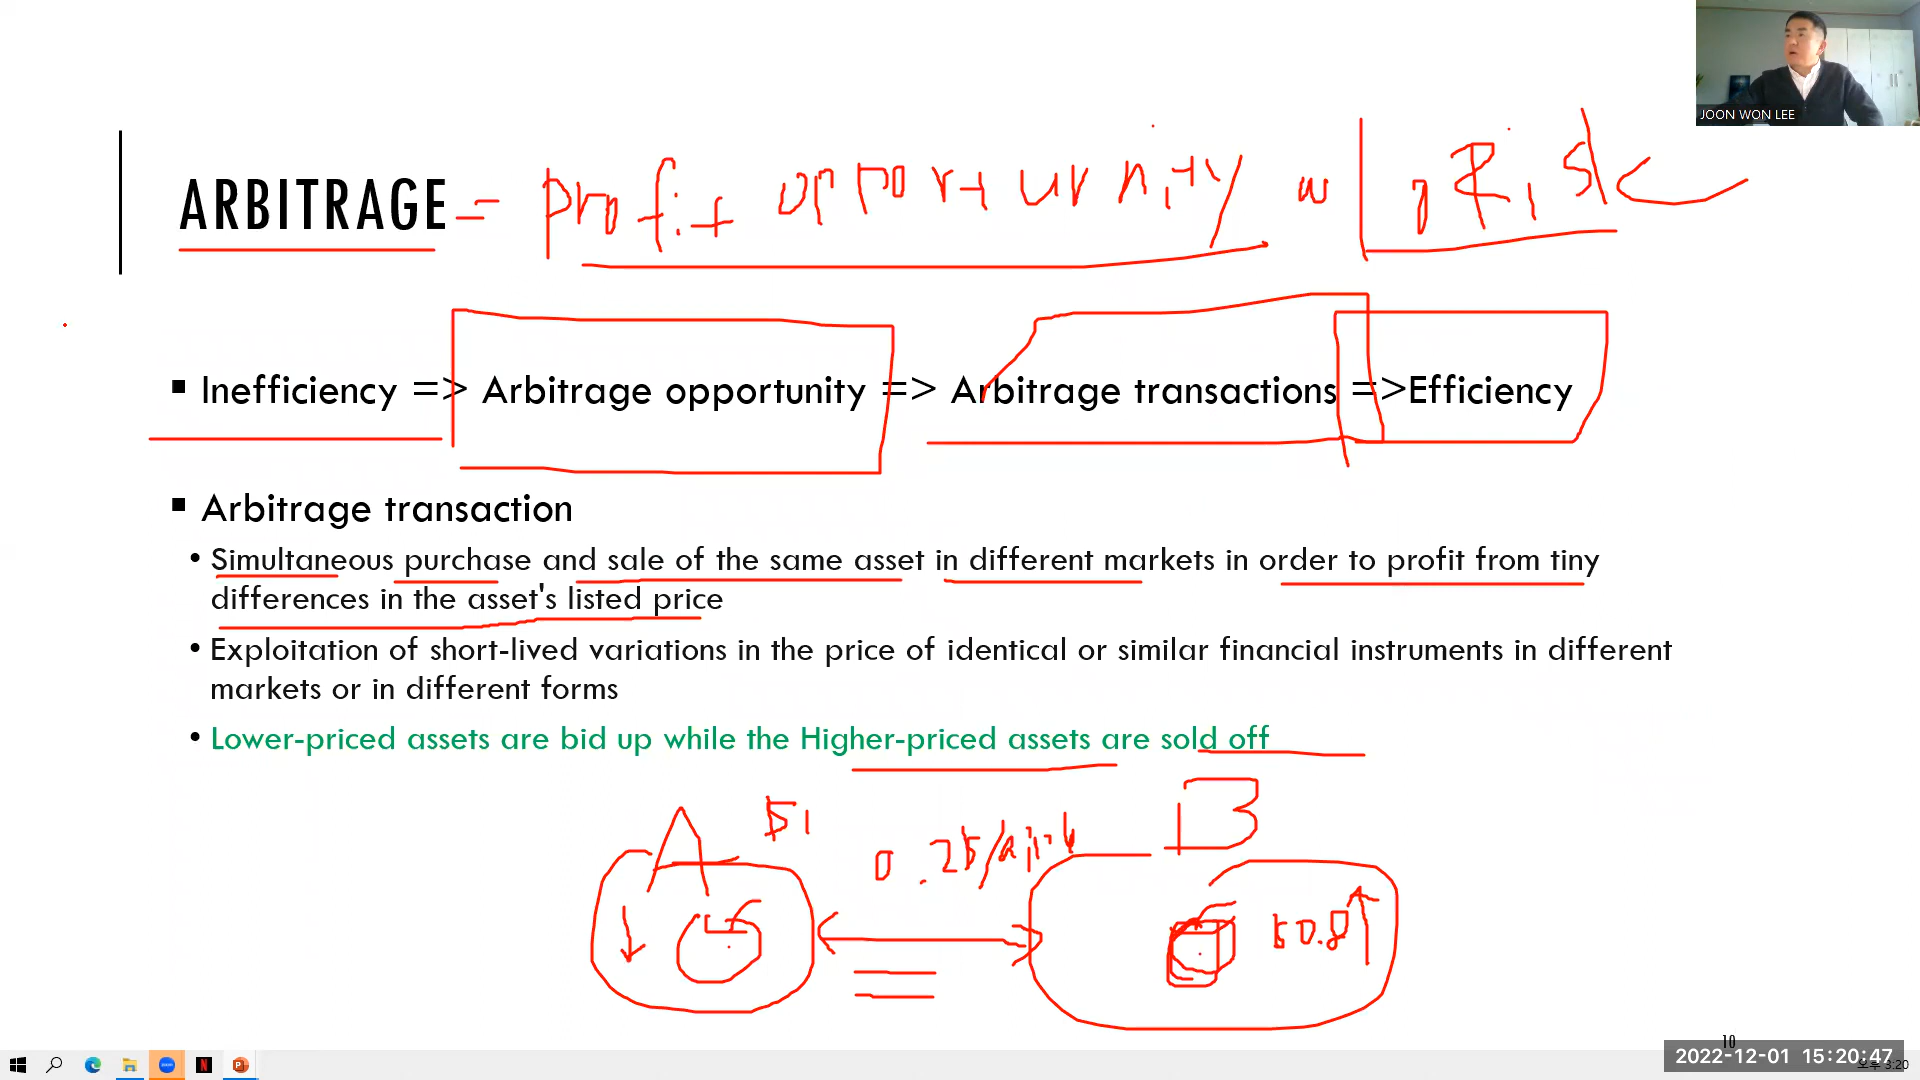 JOON WON LEE
ARBITRAGE = profit opportunity w/o Risk
▪ Inefficiency => Arbitrage opportunity => Arbitrage transactions =>Efficiency
▪ Arbitrage transaction
• Simultaneous purchase and sale of the same asset in different markets in order to profit from tiny
differences in the asset's listed price
• Exploitation of short-lived variations in the price of identical or similar financial instruments in different
markets or in different forms
• Lower-priced assets are bid up while the Higher-priced assets are sold off
A $1
B
$0.8
10
2022-12-01 15:20:47